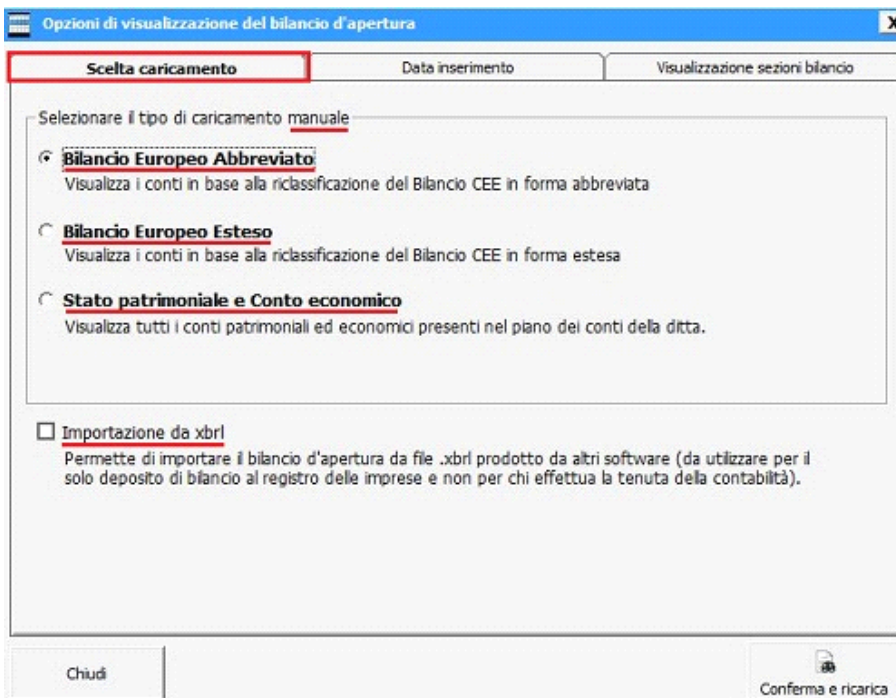 Opzioni di visualizzazione del bilancio d'apertura
X
Scelta caricamento
Data inserimento
Visualizzazione sezioni bilancio
Selezionare il tipo di caricamento manuale
Bilancio Europeo Abbreviato
Visualizza i conti in base alla riclassificazione del Bilancio CEE in forma abbreviata
Bilancio Europeo Esteso
Visualizza i conti in base alla riclassificazione del Bilancio CEE in forma estesa
Stato patrimoniale e Conto economico
Visualizza tutti i conti patrimoniali ed economici presenti nel piano dei conti della ditta.
Importazione da xbrl
Permette di importare il bilancio d'apertura da file .xbrl prodotto da altri software (da utilizzare per il
solo deposito di bilancio al registro delle imprese e non per chi effettua la tenuta della contabilità).
Chiudi
Conferma e ricarica